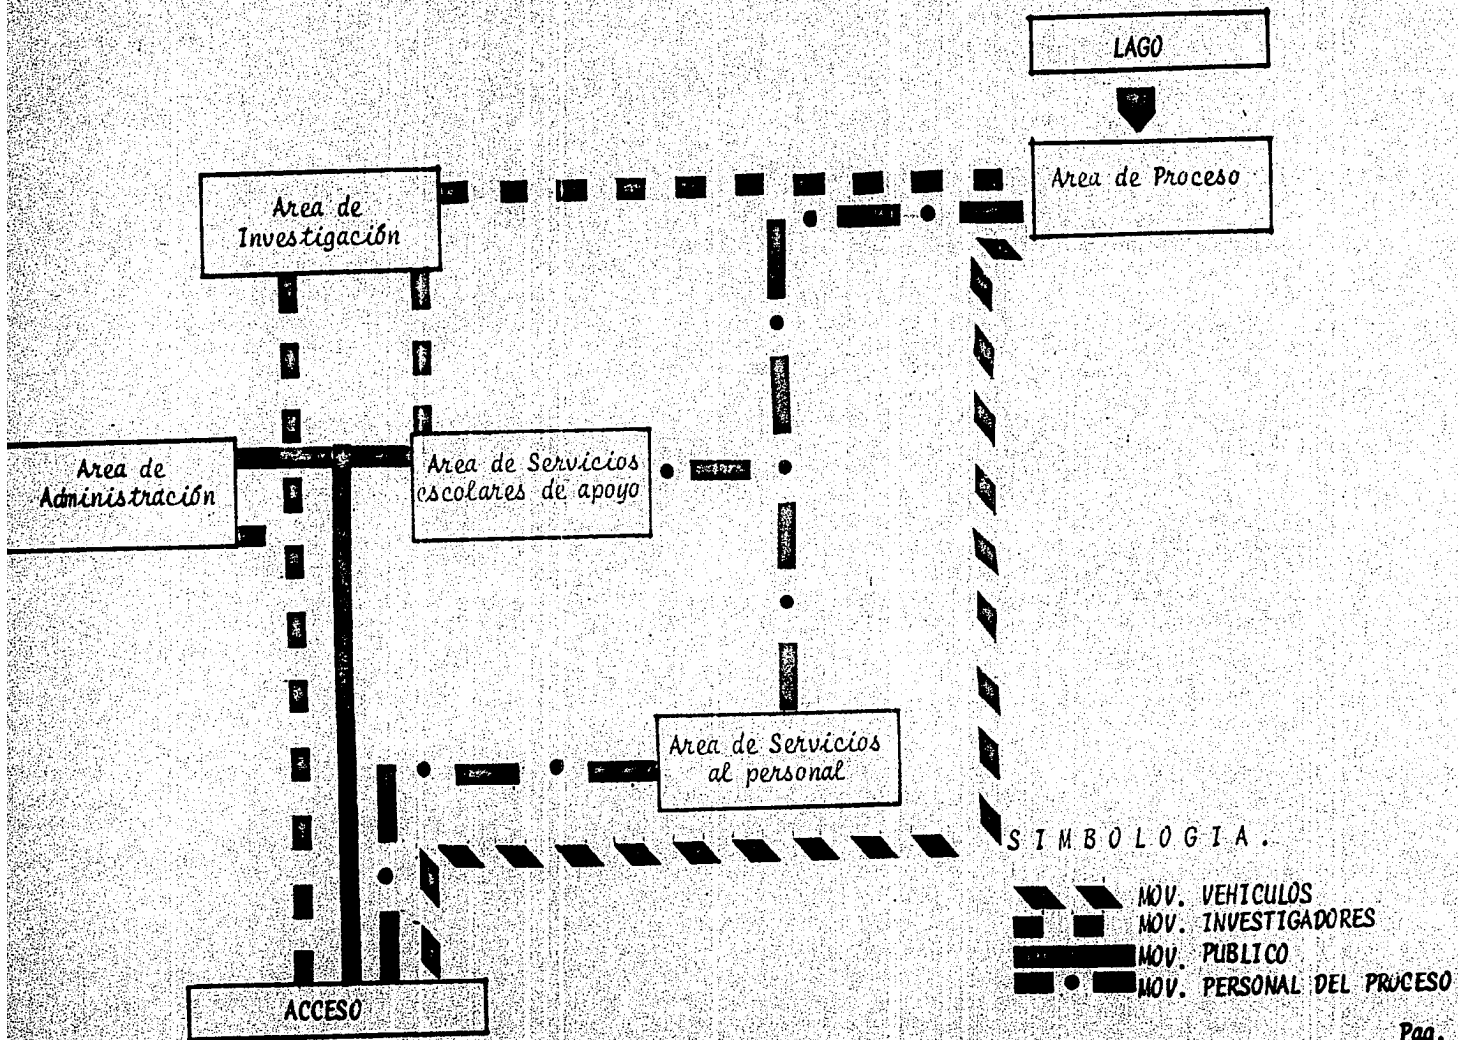 LAGO
Area de Proceso
Area de
Investigación
Area de
Administración
Area de Servicios
escolares de apoyo
Area de Servicios
al personal
ACCESO
SIMBOLOGIA.
MOV. VEHICULOS
MOV. INVESTIGADORES
MOV. PUBLICO
MOV. PERSONAL DEL PROCESO
Pag.